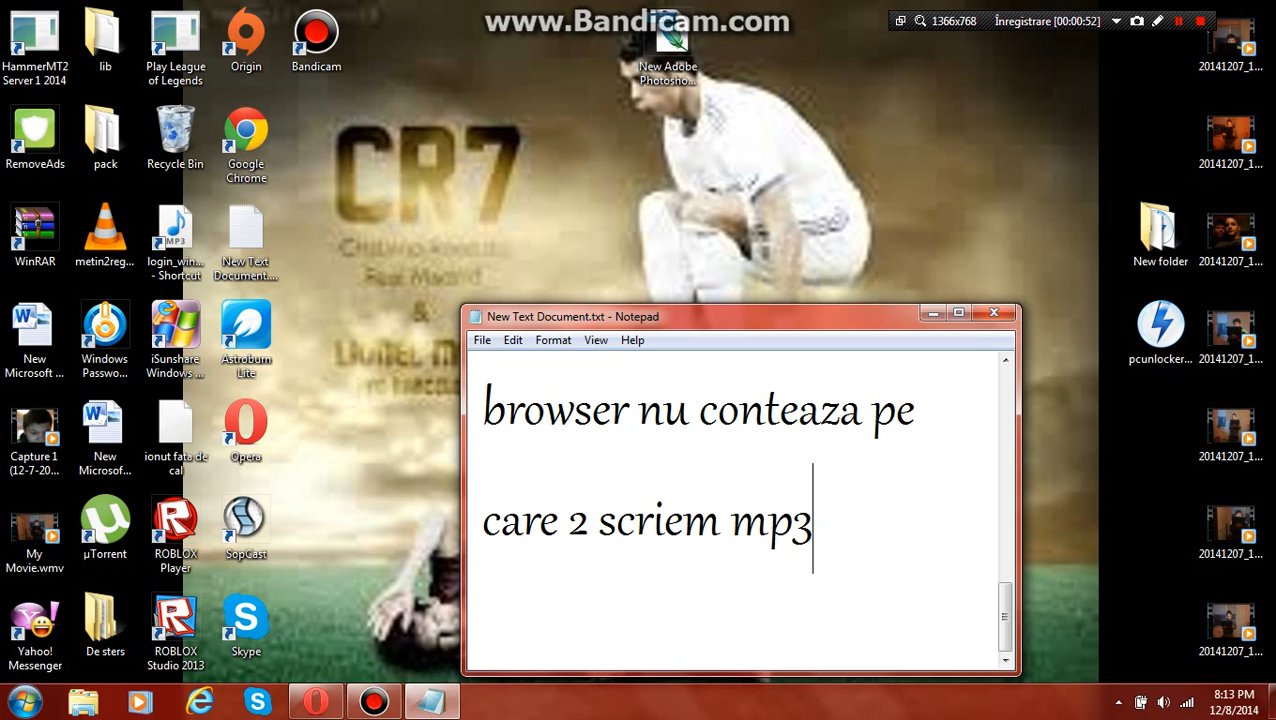 www.Bandicam.com
1366x768
Înregistrare [00:00:52]
HammerMT2
Server1 2014
lib
Play League
of Legends
Origin
Bandicam
New Adobe
Photosho...
20141207_1...
RemoveAds
pack
Recycle Bin
Google
Chrome
20141207_1...
CR7
WinRAR
metin2reg...
MP3
login_win...
- Shortcut
New Text
Document....
New folder
20141207_1...
New
Microsoft ...
Windows
Passwo...
iSunshare
Windows ...
Astroburn
Lite
pcunlocker...
20141207_1...
New Text Document.txt - Notepad
File Edit Format View Help
browser nu conteaza pe
care 2 scriem mp3
Capture 1
(12-7-20...
New
Microsof...
ionut fata de
cal
Opera
20141207_1...
My
Movie.wmv
µTorrent
ROBLOX
Player
SopCast
20141207_1...
Yahoo!
Messenger
De sters
ROBLOX
Studio 2013
Skype
20141207_1...
8:13 PM
12/8/2014